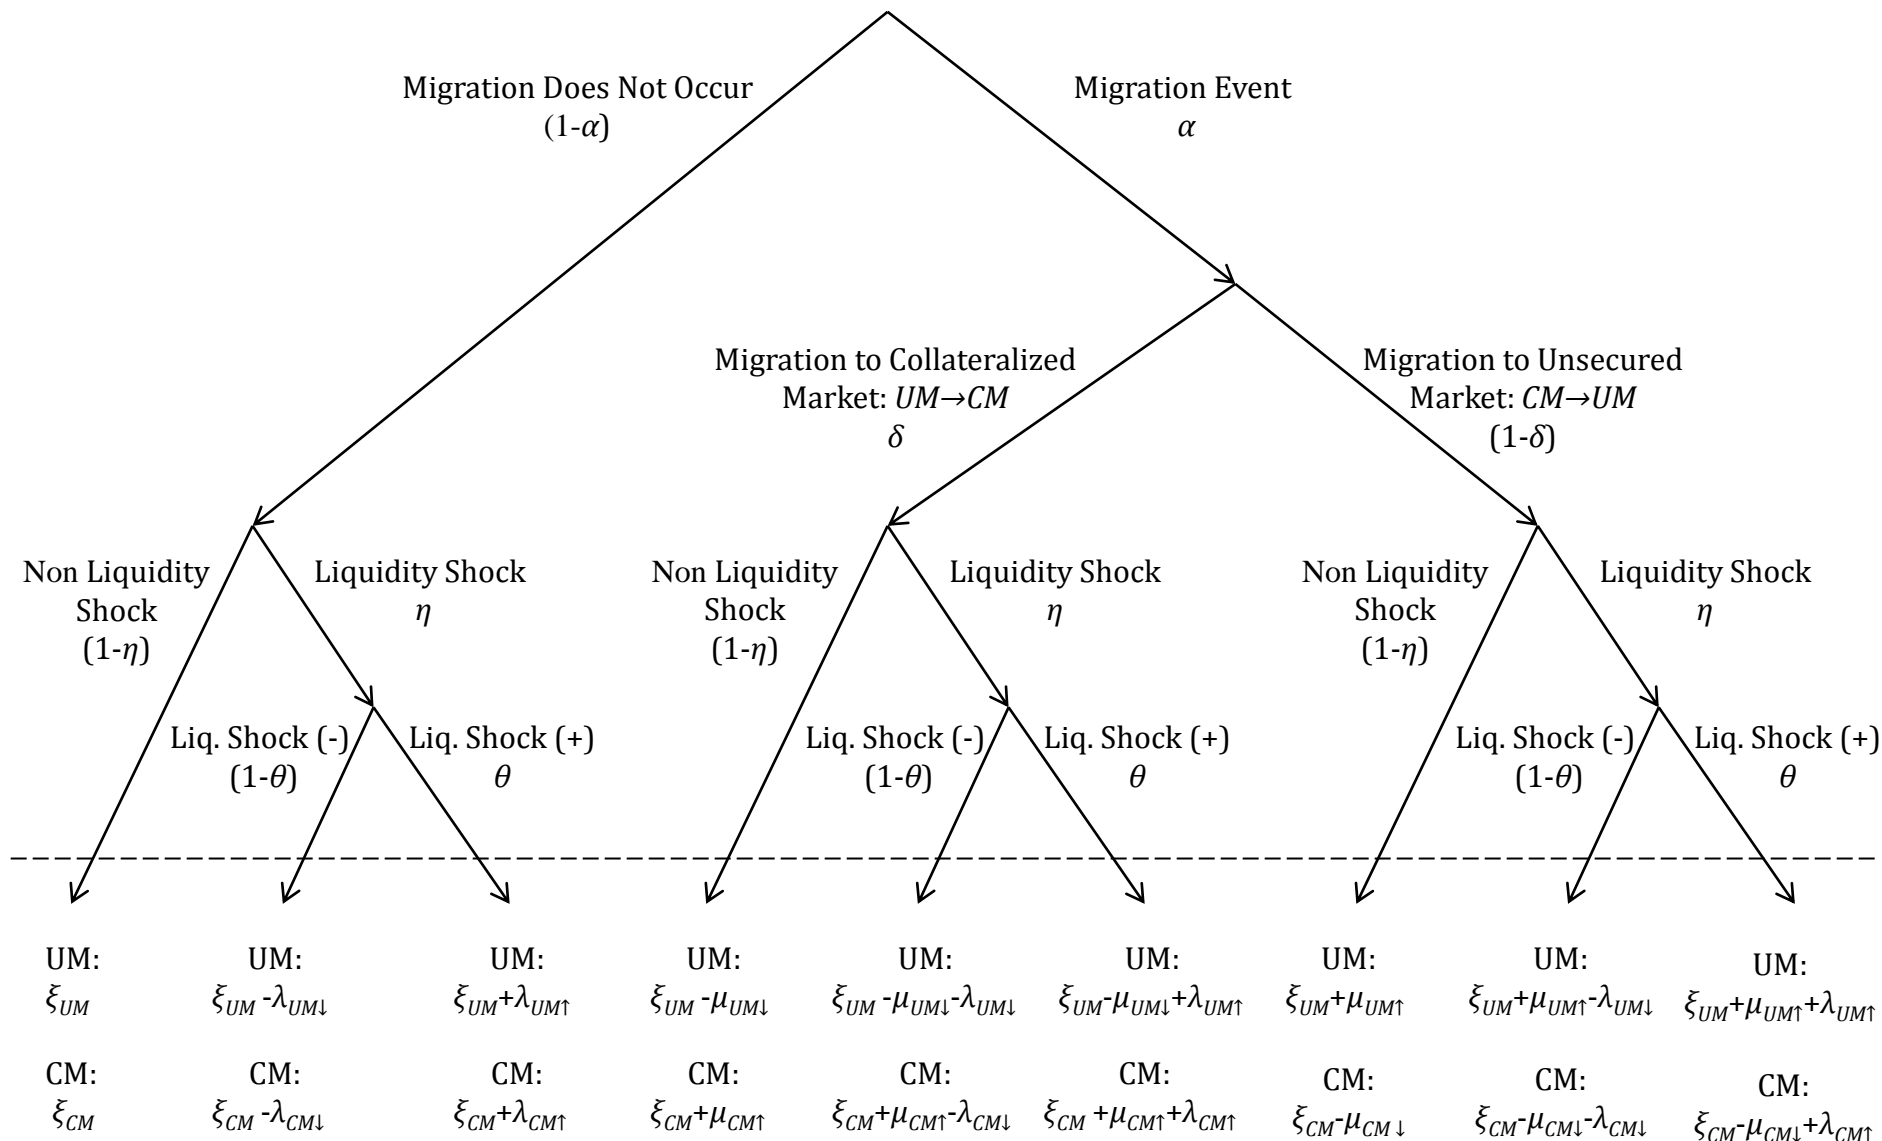 Migration Does Not Occur
(1-α)
Migration Event
α
Migration to Collateralized
Market: UM→CM
δ
Migration to Unsecured
Market: CM→UM
(1-δ)
Non Liquidity
Shock
(1-η)
Liquidity Shock
η
Non Liquidity
Shock
(1-η)
Liquidity Shock
η
Non Liquidity
Shock
(1-η)
Liquidity Shock
η
Liq. Shock (-)
(1-θ)
Liq. Shock (+)
θ
Liq. Shock (-)
(1-θ)
Liq. Shock (+)
θ
Liq. Shock (-)
(1-θ)
Liq. Shock (+)
θ
UM:
ξUM
UM:
ξUM -λUM↓
UM:
ξUM+λUM↑
UM:
ξUM -μUM↓
UM:
ξUM -μUM↓-λUM↓
UM:
ξUM-μUM↓+λUM↑
UM:
ξUM+μUM↑
UM:
ξUM+μUM↑-λUM↓
UM:
ξUM+μUM↑+λUM↑
CM:
ξCM
CM:
ξCM -λCM↓
CM:
ξCM+λCM↑
CM:
ξCM+μCM↑
CM:
ξCM+μCM↑-λCM↓
CM:
ξCM +μCM↑+λCM↑
CM:
ξCM-μCM ↓
CM:
ξCM-μCM↓-λCM↓
CM:
ξCM-μCM↓+λCM↑